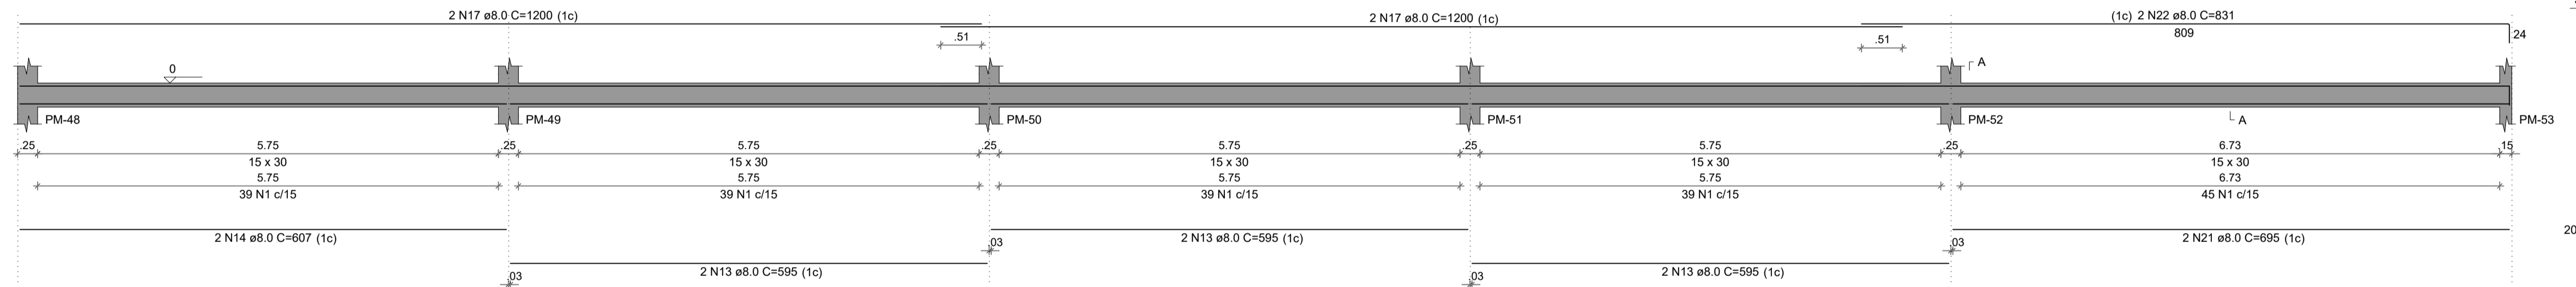 2 N17 ø8.0 C=1200 (1c)
2 N17 ø8.0 C=1200 (1c)
(1c) 2 N22 ø8.0 C=831
.51
.51
809
24
0
A
PM-48
PM-49
PM-50
PM-51
PM-52
A
PM-53
.25 5.75 .25 5.75 .25 5.75 .25 5.75 .25 6.73 .15
15 x 30 15 x 30 15 x 30 15 x 30 15 x 30
5.75 5.75 5.75 5.75 6.73
39 N1 c/15 39 N1 c/15 39 N1 c/15 39 N1 c/15 45 N1 c/15
2 N14 ø8.0 C=607 (1c)
2 N13 ø8.0 C=595 (1c)
2 N21 ø8.0 C=695 (1c)
20
.03
.03
2 N13 ø8.0 C=595 (1c)
2 N13 ø8.0 C=595 (1c)
.03
.03